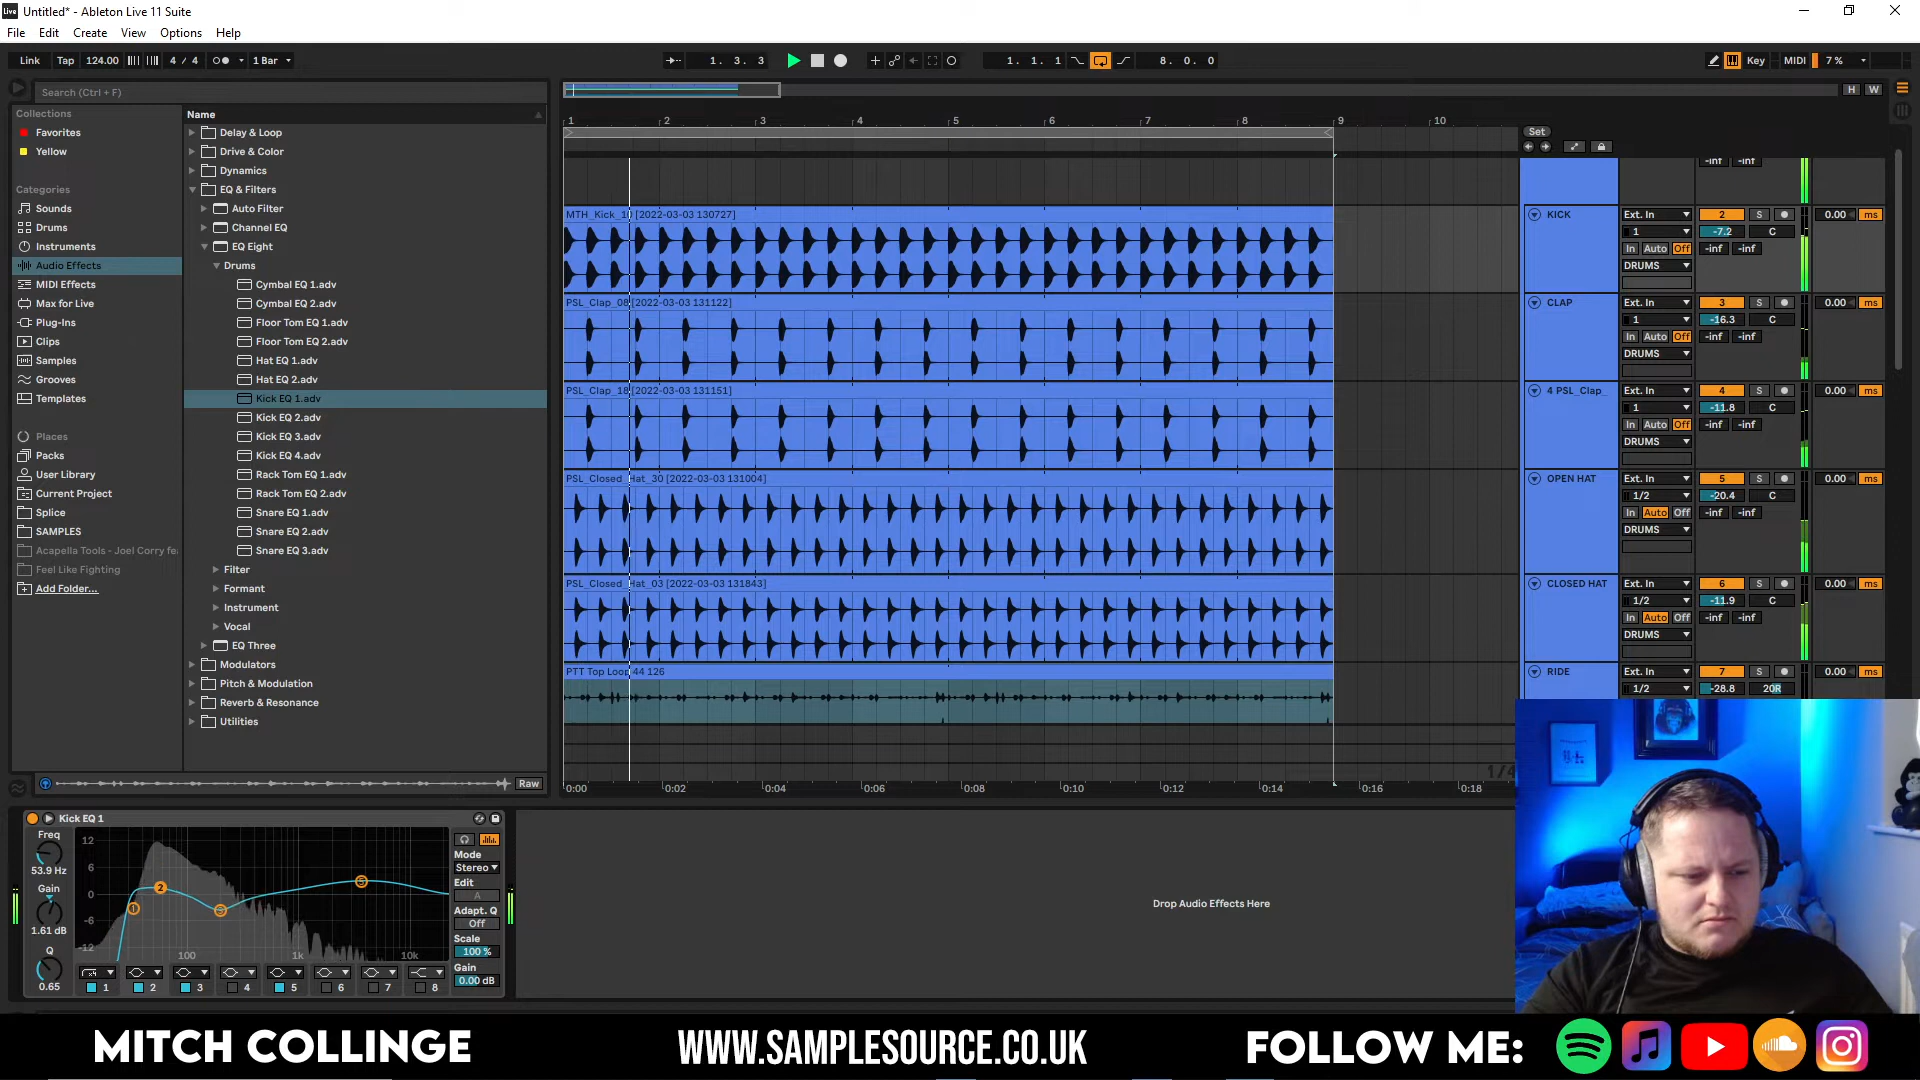 Untitled* - Ableton Live 11 Suite
File Edit Create View Options Help
Link Tap 124.00 4 / 4 1 Bar 1. 3. 3 1. 1. 1 8. 0. 0 Key MIDI 7 %
Search (Ctrl + F)
H W
Collections
Favorites
Yellow
Categories
Sounds
Drums
Instruments
Audio Effects
MIDI Effects
Max for Live
Plug-Ins
Clips
Samples
Grooves
Templates
Places
Packs
User Library
Current Project
Splice
SAMPLES
Acapella Tools - Joel Corry fe
Feel Like Fighting
Add Folder...
Name
Delay & Loop
Drive & Color
Dynamics
EQ & Filters
Auto Filter
Channel EQ
EQ Eight
Drums
Cymbal EQ 1.adv
Cymbal EQ 2.adv
Floor Tom EQ 1.adv
Floor Tom EQ 2.adv
Hat EQ 1.adv
Hat EQ 2.adv
Kick EQ 1.adv
Kick EQ 2.adv
Kick EQ 3.adv
Kick EQ 4.adv
Rack Tom EQ 1.adv
Rack Tom EQ 2.adv
Snare EQ 1.adv
Snare EQ 2.adv
Snare EQ 3.adv
Filter
Formant
Instrument
Vocal
EQ Three
Modulators
Pitch & Modulation
Reverb & Resonance
Utilities
Raw
1 2 3 4 5 6 7 8 9 10
Set
-inf -inf
MTH_Kick_10 [2022-03-03 130727]
KICK Ext. In 2 S 0.00 ms
1 -7.2 C
In Auto Off -inf -inf
DRUMS
PSL_Clap_08 [2022-03-03 131122]
CLAP Ext. In 3 S 0.00 ms
1 -16.3 C
In Auto Off -inf -inf
DRUMS
PSL_Clap_18 [2022-03-03 131151]
4 PSL_Clap_ Ext. In 4 S 0.00 ms
1 -11.8 C
In Auto Off -inf -inf
DRUMS
PSL_Closed_Hat_30 [2022-03-03 131004]
OPEN HAT Ext. In 5 S 0.00 ms
1/2 -20.4 C
In Auto Off -inf -inf
DRUMS
PSL_Closed_Hat_03 [2022-03-03 131843]
CLOSED HAT Ext. In 6 S 0.00 ms
1/2 -11.9 C
In Auto Off -inf -inf
DRUMS
PTT Top Loop 44 126
RIDE Ext. In 7 S 0.00 ms
1/2 -28.8 20R
1/4
0:00 0:02 0:04 0:06 0:08 0:10 0:12 0:14 0:16 0:18
Kick EQ 1
Freq
53.9 Hz
Gain
1.61 dB
Q
0.65
12
6
0
-6
-12
100 1k 10k
1 2 3 5
1 2 3 4 5 6 7 8
Mode
Stereo
Edit
A
Adapt. Q
Off
Scale
100 %
Gain
0.00 dB
Drop Audio Effects Here
MITCH COLLINGE WWW.SAMPLESOURCE.CO.UK FOLLOW ME: